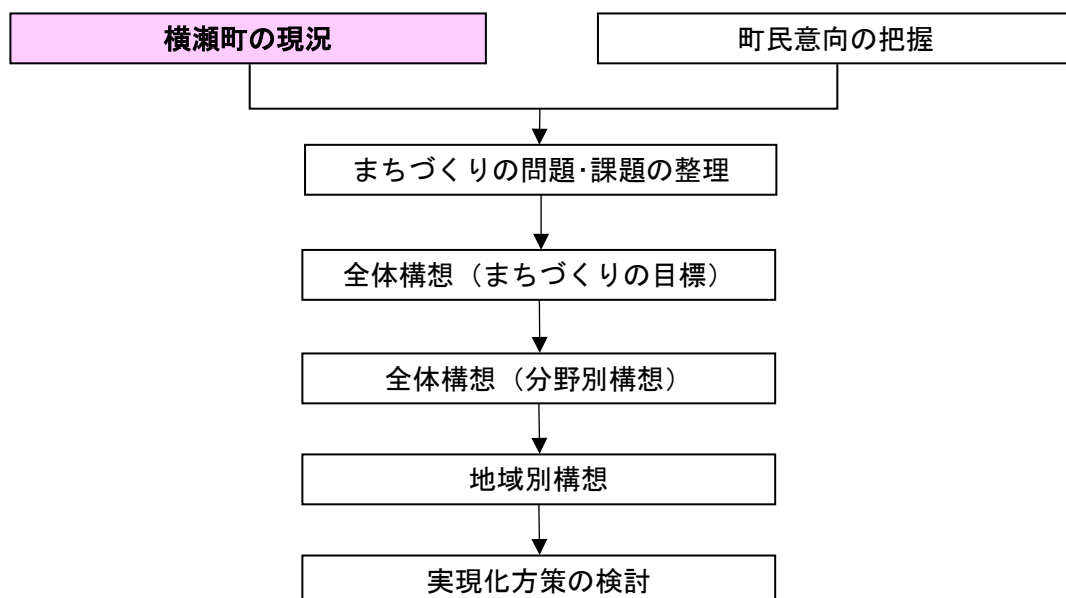 横瀬町の現況
町民意向の把握
まちづくりの問題・課題の整理
全体構想（まちづくりの目標）
全体構想（分野別構想）
地域別構想
実現化方策の検討